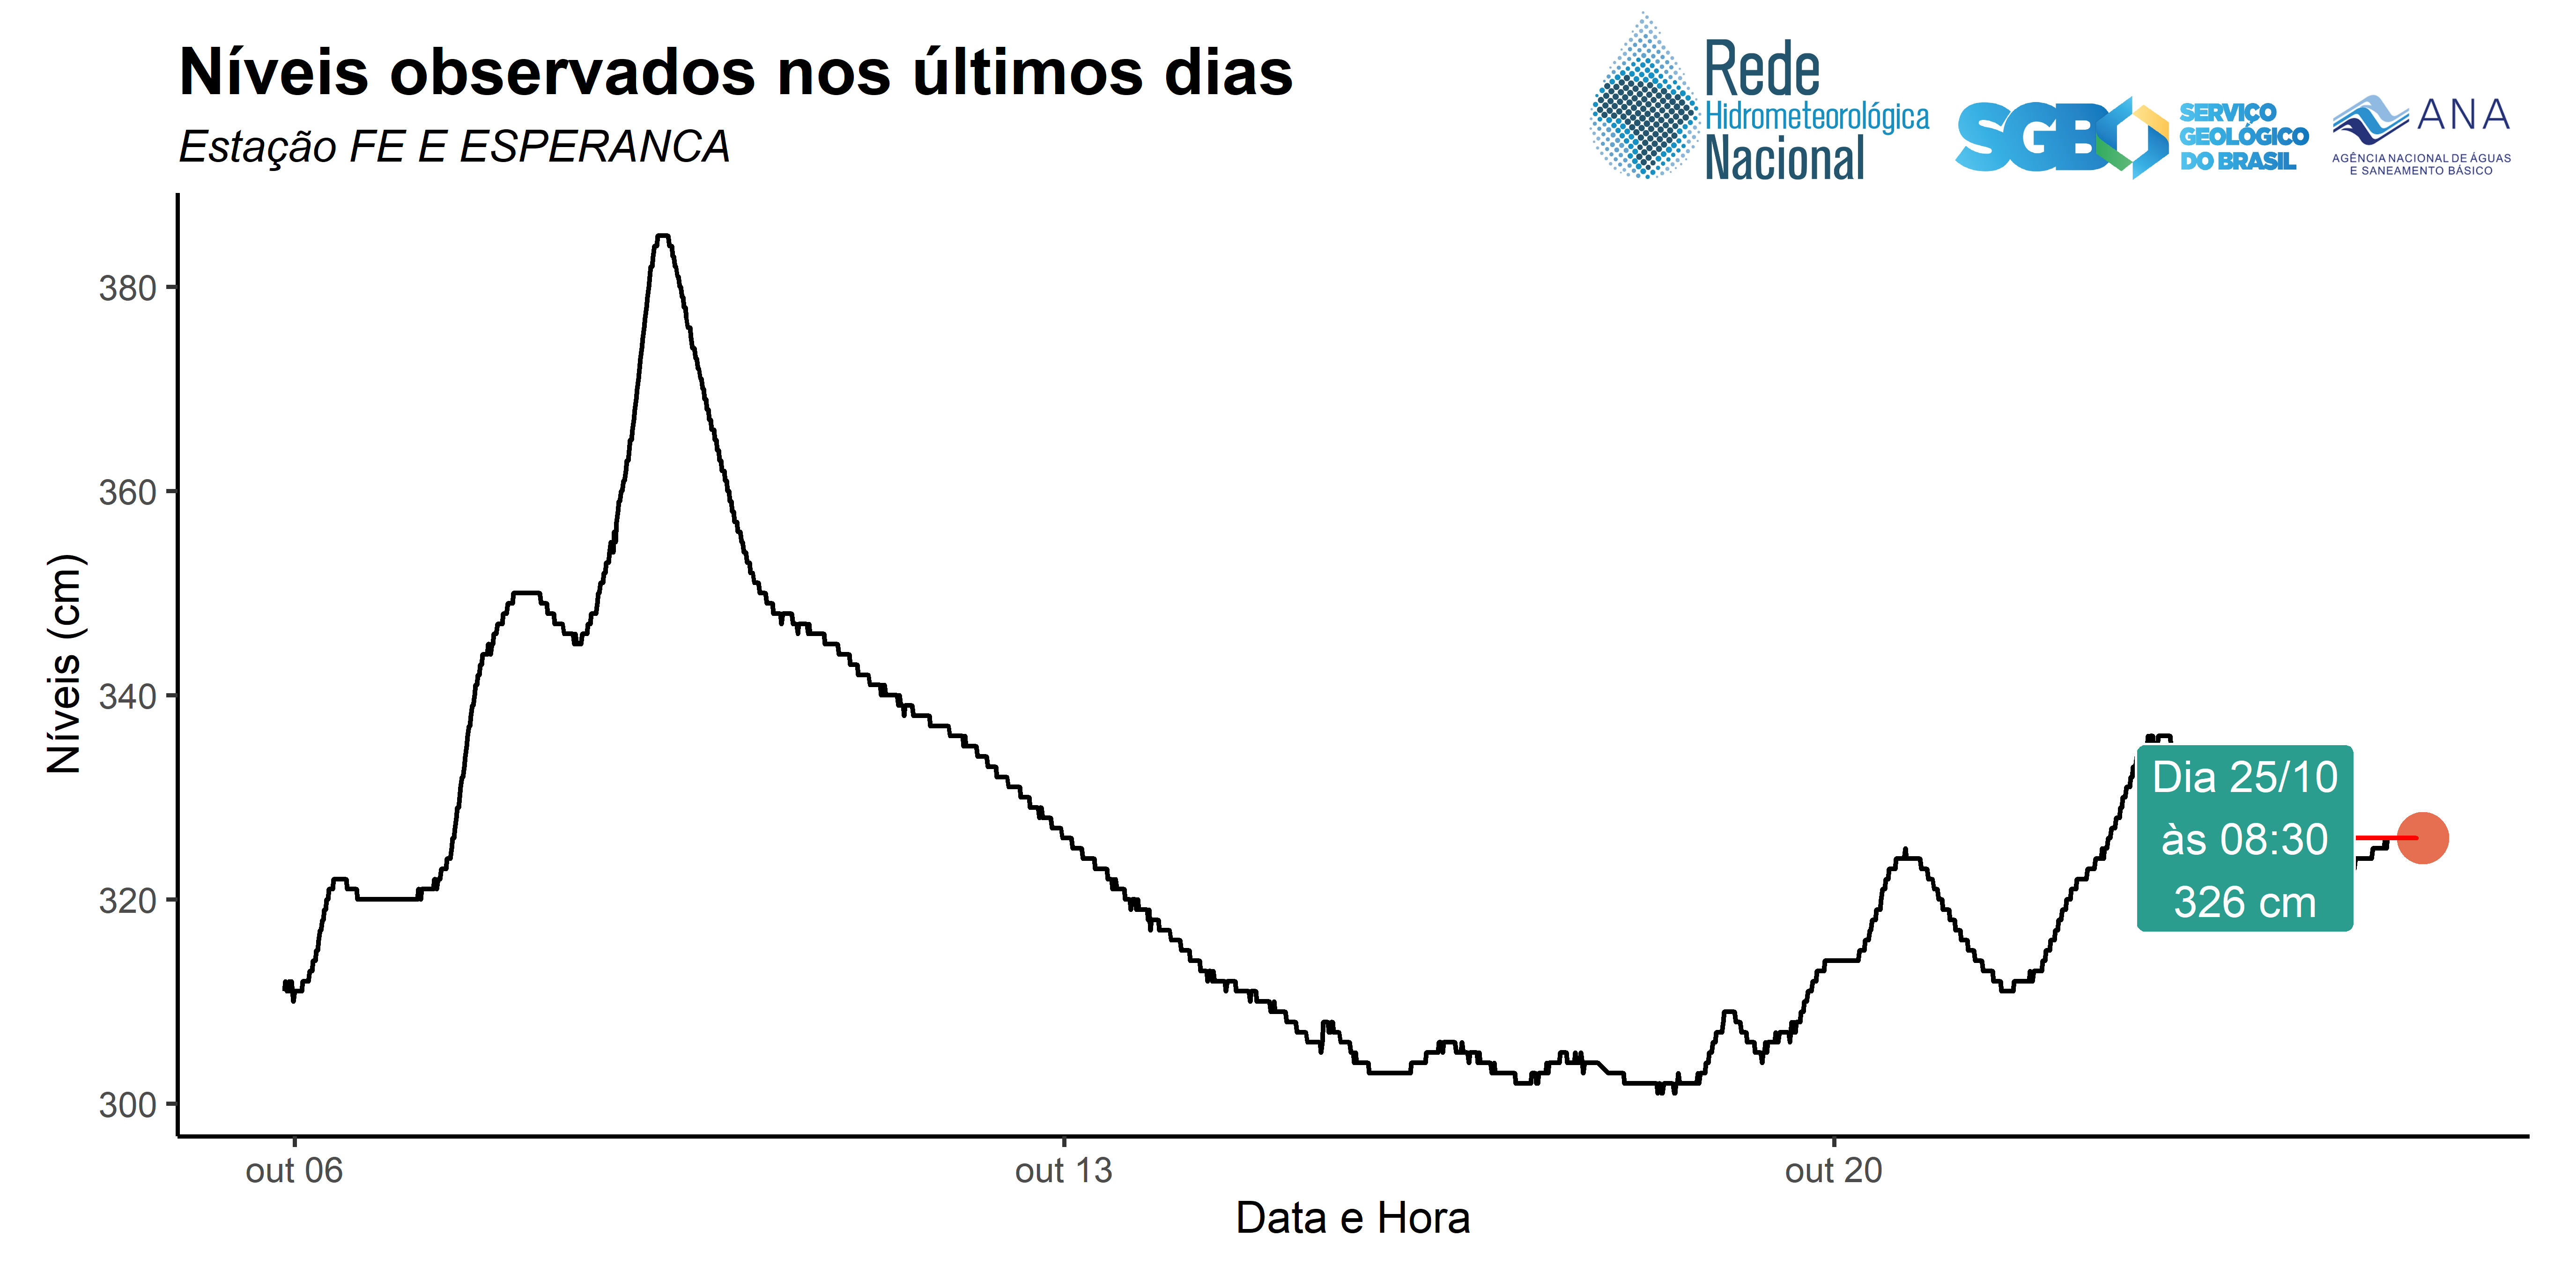 Níveis observados nos últimos dias
Estação FE E ESPERANCA
Rede
Hidrometeorológica
Nacional
SGB
SERVIÇO
GEOLÓGICO
DO BRASIL
ANA
AGÊNCIA NACIONAL DE ÁGUAS
E SANEAMENTO BÁSICO
Níveis (cm)
380
360
340
320
300
Dia 25/10
às 08:30
326 cm
out 06
out 13
out 20
Data e Hora